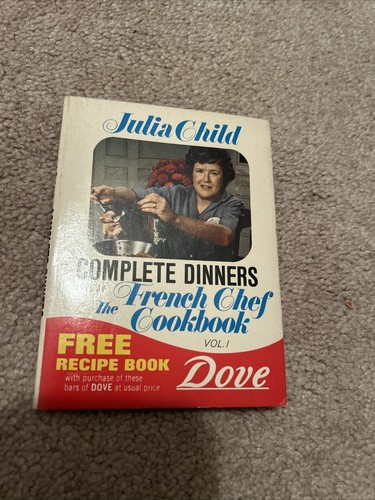 Julia Child
COMPLETE DINNERS
The French Chef
Cookbook
VOL. I
FREE
RECIPE BOOK
with purchase of these
bars of DOVE at usual price
Dove